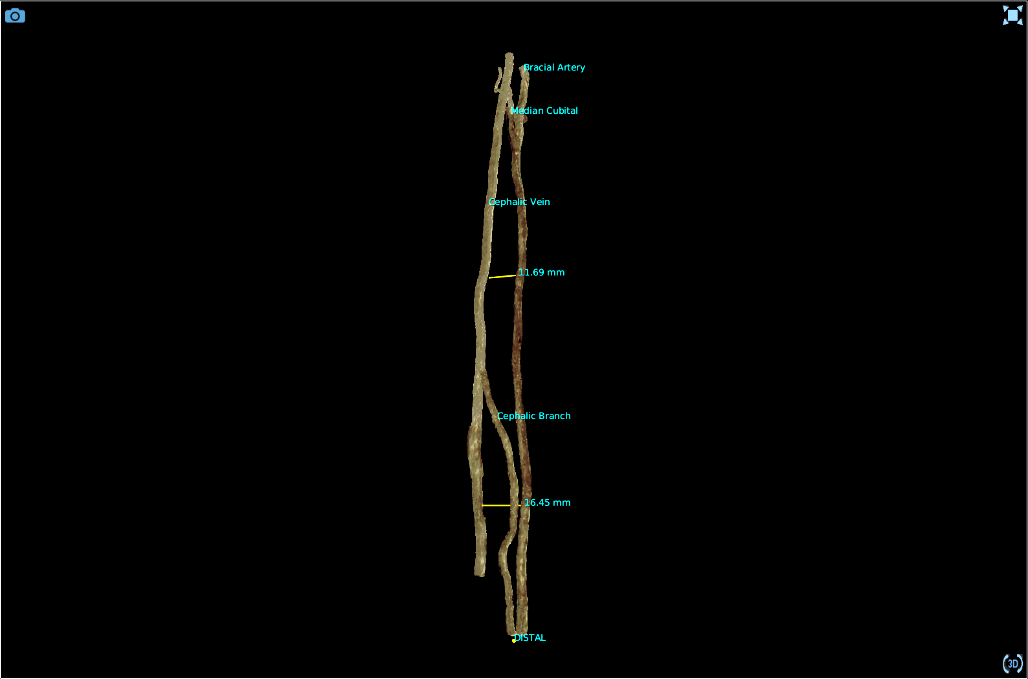 Bracial Artery
Median Cubital
Cephalic Vein
11.69 mm
Cephalic Branch
16.45 mm
DISTAL
3D